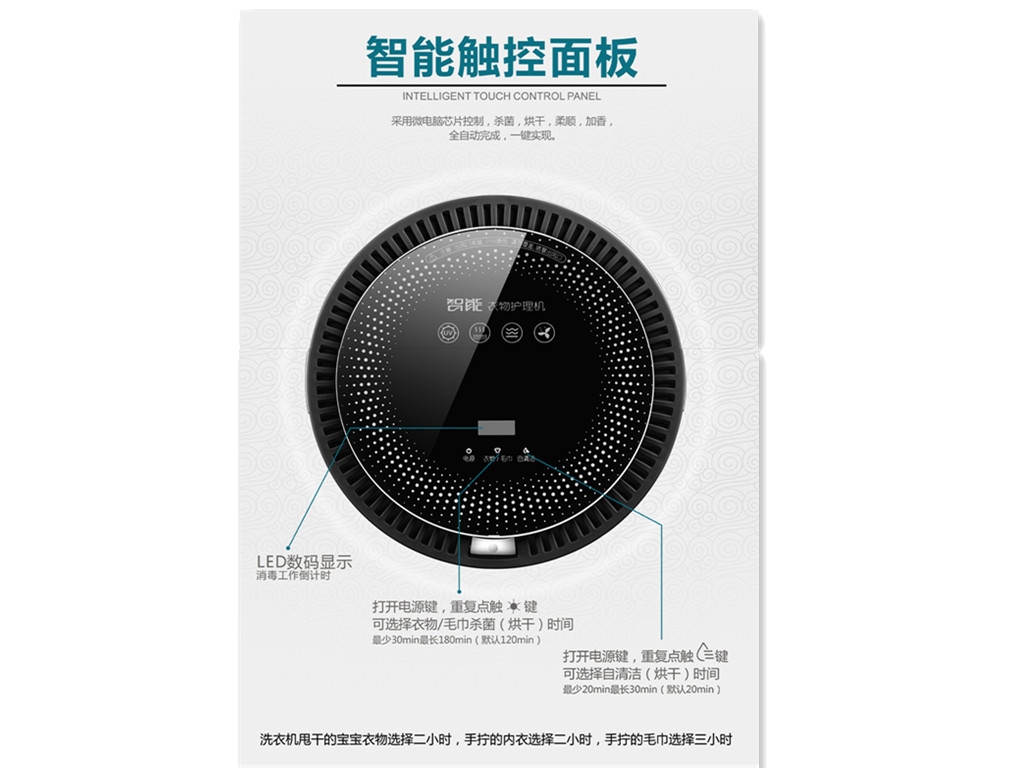 智能触控面板
INTELLIGENT TOUCH CONTROL PANEL
采用微电脑芯片控制，杀菌，烘干，柔顺，加香，
全自动完成，一键实现。
智能 衣物护理机
UV
电源 衣物/毛巾 自清洁
LED数码显示
消毒工作倒计时
打开电源键，重复点触 键
可选择衣物/毛巾杀菌（烘干）时间
最少30min最长180min（默认120min）
打开电源键，重复点触 键
可选择自清洁（烘干）时间
最少20min最长30min（默认20min）
洗衣机甩干的宝宝衣物选择二小时，手拧的内衣选择二小时，手拧的毛巾选择三小时